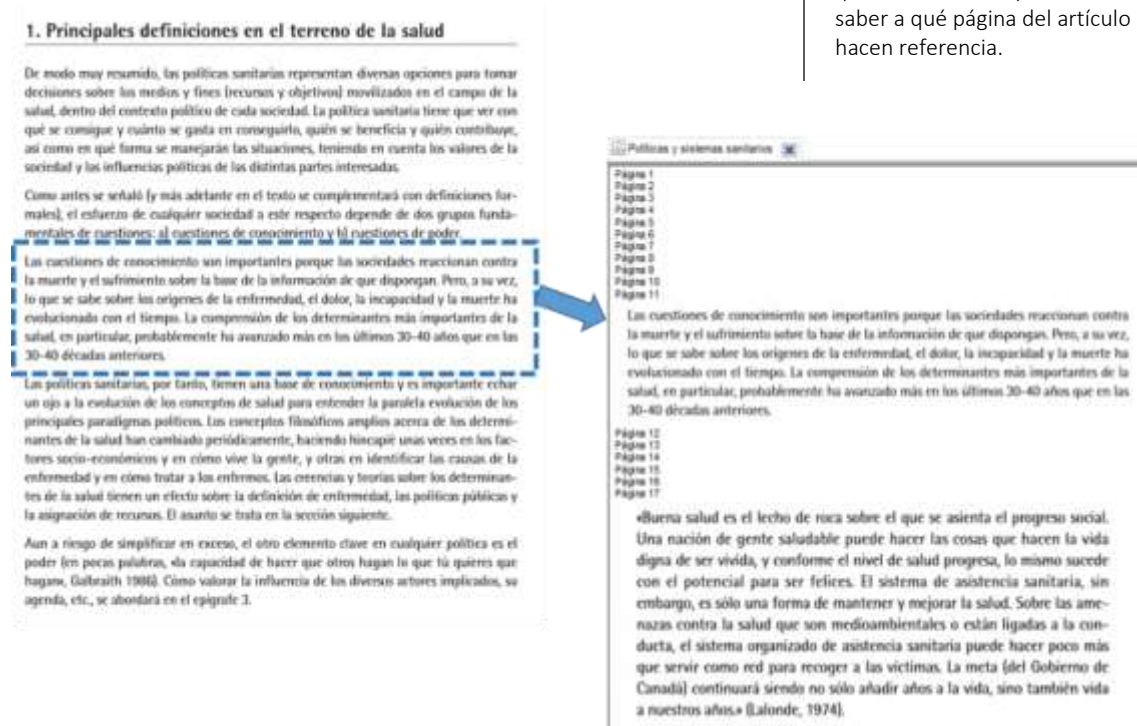 saber a qué página del artículo
hacen referencia.
1. Principales definiciones en el terreno de la salud
De modo muy resumido, las políticas sanitarias representan diversas opciones para tomar
decisiones sobre los medios y fines (recursos y objetivos) movilizados en el campo de la
salud, dentro del contexto político de cada sociedad. La política sanitaria tiene que ver con
qué se consigue y cuánto se gasta en conseguirlo, quién se beneficia y quién contribuye,
así como en qué forma se manejarán las situaciones, teniendo en cuenta los valores de la
sociedad y las influencias políticas de las distintas partes interesadas.
Como antes se señaló (y más adelante en el texto se complementará con definiciones for-
males), el esfuerzo de cualquier sociedad a este respecto depende de dos grupos funda-
mentales de cuestiones: a) cuestiones de conocimiento y b) cuestiones de poder.
Las cuestiones de conocimiento son importantes porque las sociedades reaccionan contra
la muerte y el sufrimiento sobre la base de la información de que dispongan. Pero, a su vez,
lo que se sabe sobre los orígenes de la enfermedad, el dolor, la incapacidad y la muerte ha
evolucionado con el tiempo. La comprensión de los determinantes más importantes de la
salud, en particular, probablemente ha avanzado más en los últimos 30-40 años que en las
30-40 décadas anteriores.
Las políticas sanitarias, por tanto, tienen una base de conocimiento y es importante echar
un ojo a la evolución de los conceptos de salud para entender la paralela evolución de los
principales paradigmas políticos. Los conceptos filosóficos amplios acerca de los determi-
nantes de la salud han cambiado periódicamente, haciendo hincapié unas veces en los fac-
tores socio-económicos y en cómo vive la gente, y otras en identificar las causas de la
enfermedad y en cómo tratar a los enfermos. Las creencias y teorías sobre los determinan-
tes de la salud tienen un efecto sobre la definición de enfermedad, las políticas públicas y
la asignación de recursos. El asunto se trata en la sección siguiente.
Aun a riesgo de simplificar en exceso, el otro elemento clave en cualquier política es el
poder (en pocas palabras, «la capacidad de hacer que otros hagan lo que tú quieres que
hagan», Galbraith 1986). Cómo valorar la influencia de los diversos actores implicados, su
agenda, etc., se abordará en el epígrafe 3.
Políticas y sistemas sanitarios
Página 1
Página 2
Página 3
Página 4
Página 5
Página 6
Página 7
Página 8
Página 9
Página 10
Página 11
Las cuestiones de conocimiento son importantes porque las sociedades reaccionan contra
la muerte y el sufrimiento sobre la base de la información de que dispongan. Pero, a su vez,
lo que se sabe sobre los orígenes de la enfermedad, el dolor, la incapacidad y la muerte ha
evolucionado con el tiempo. La comprensión de los determinantes más importantes de la
salud, en particular, probablemente ha avanzado más en los últimos 30-40 años que en las
30-40 décadas anteriores.
Página 12
Página 13
Página 14
Página 15
Página 16
Página 17
«Buena salud es el lecho de roca sobre el que se asienta el progreso social.
Una nación de gente saludable puede hacer las cosas que hacen la vida
digna de ser vivida, y conforme el nivel de salud progresa, lo mismo sucede
con el potencial para ser felices. El sistema de asistencia sanitaria, sin
embargo, es sólo una forma de mantener y mejorar la salud. Sobre las ame-
nazas contra la salud que son medioambientales o están ligadas a la con-
ducta, el sistema organizado de asistencia sanitaria puede hacer poco más
que servir como red para recoger a las víctimas. La meta (del Gobierno de
Canadá) continuará siendo no sólo añadir años a la vida, sino también vida
a nuestros años.» (Lalonde, 1974).